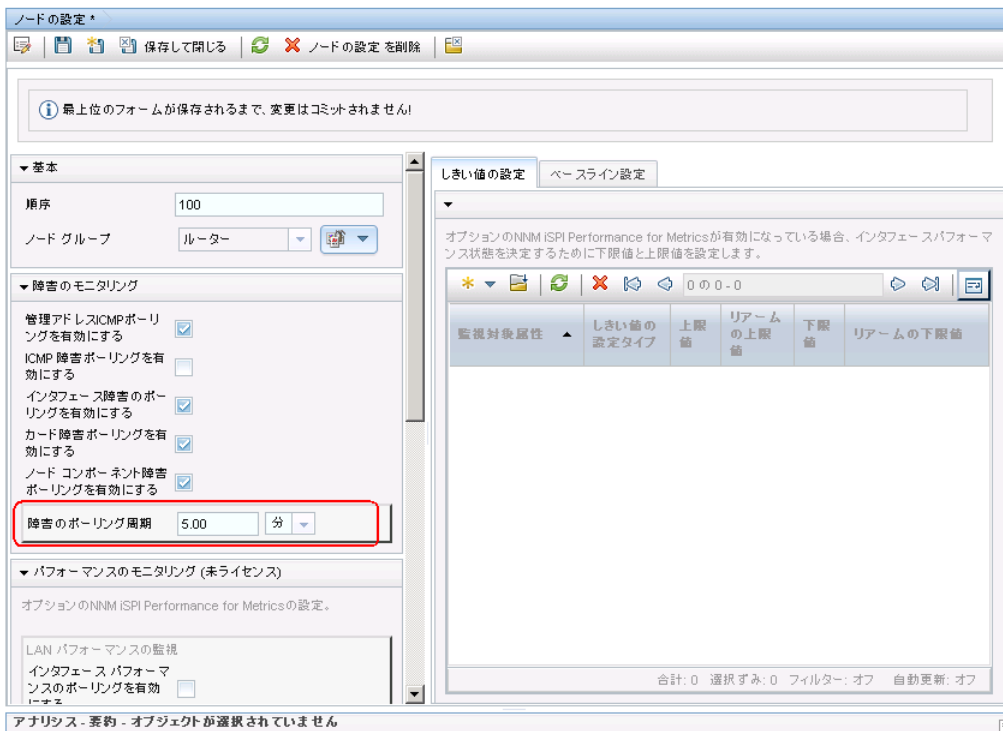 ノードの設定 *
保存して閉じる ノードの設定 を削除
最上位のフォームが保存されるまで、変更はコミットされません!
基本
順序 100
ノード グループ ルーター
障害のモニタリング
管理アドレスICMPポーリ
ングを有効にする
ICMP 障害ポーリングを有
効にする
インタフェース障害のポー
リングを有効にする
カード障害ポーリングを有
効にする
ノード コンポーネント障害
ポーリングを有効にする
障害のポーリング周期 5.00 分
パフォーマンスのモニタリング (未ライセンス)
オプションのNNM iSPI Performance for Metricsの設定。
LAN パフォーマンスの監視
インタフェース パフォーマ
ンスのポーリングを有効
にする
しきい値の設定 ベースライン設定
オプションのNNM iSPI Performance for Metricsが有効になっている場合、インタフェースパフォーマ
ンス状態を決定するために下限値と上限値を設定します。
0 の 0 - 0
監視対象属性
しきい値の
設定タイプ
上限
値
リアーム
の上限
値
下限
値
リアームの下限値
合計: 0 選択ずみ: 0 フィルター: オフ 自動更新: オフ
アナリシス - 要約 - オブジェクトが選択されていません